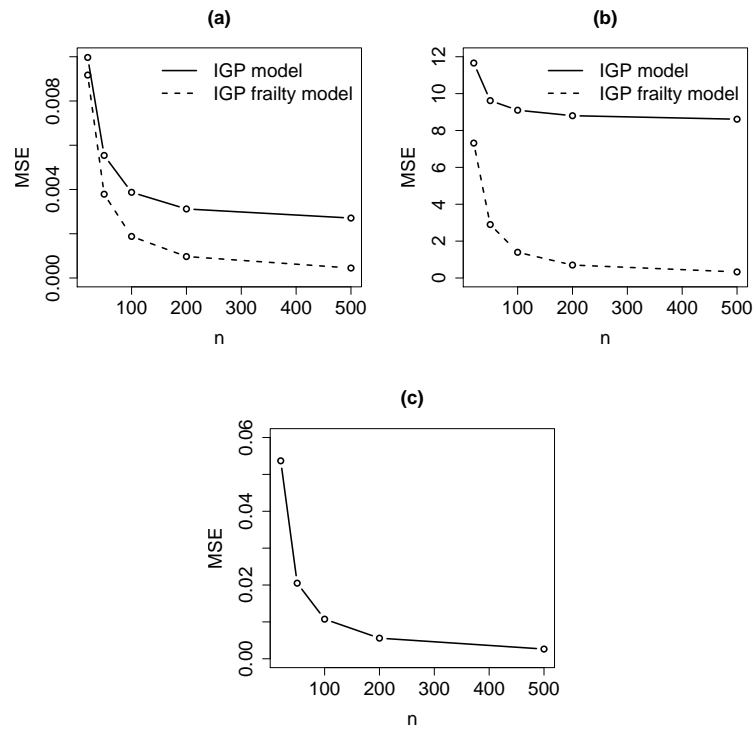 (a)
MSE
0.008
0.004
0.000
IGP model
IGP frailty model
100 200 300 400 500
n
(b)
MSE
12
10
8
6
4
2
0
IGP model
IGP frailty model
100 200 300 400 500
n
(c)
MSE
0.06
0.04
0.02
0.00
100 200 300 400 500
n